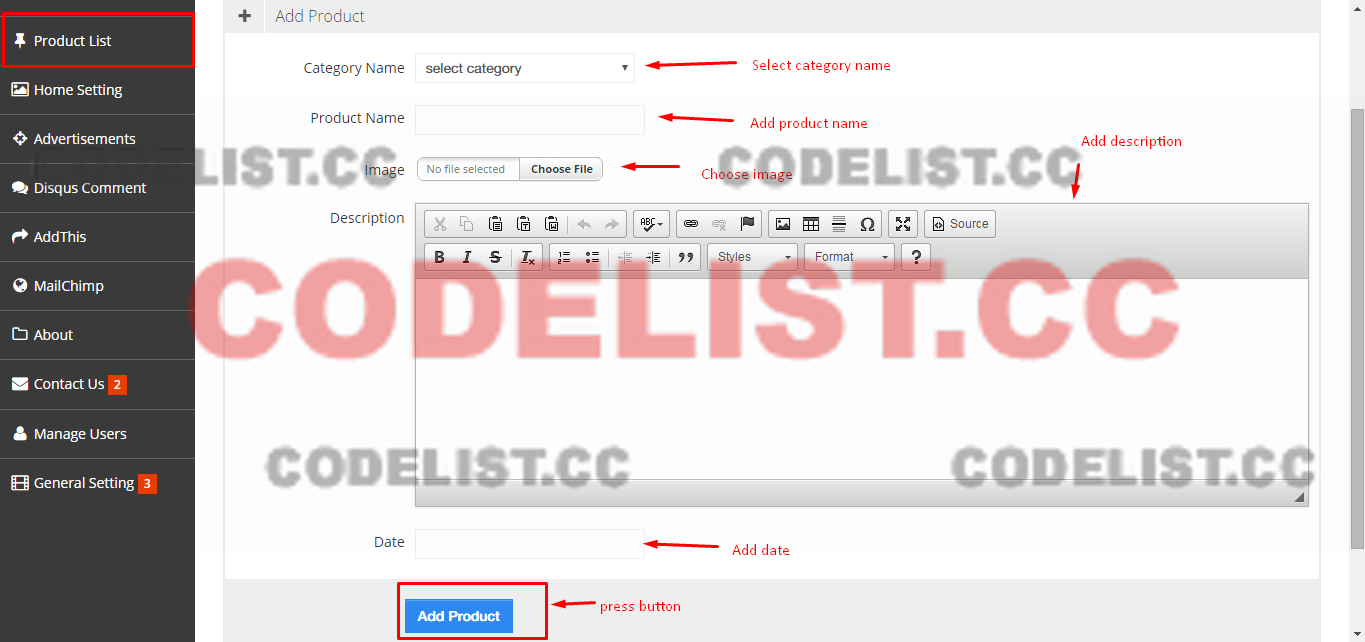 Add Product
Product List
Home Setting
Advertisements
Disqus Comment
AddThis
MailChimp
About
Contact Us 2
Manage Users
General Setting 3
Category Name select category Select category name
Product Name Add product name
Add description
CODELIST.CC
CODELIST.CC
Image No file selected Choose File Choose image
Description
ABC Source
B I S Tx Styles Format ?
CODELIST.CC
CODELIST.CC
CODELIST.CC
Date Add date
Add Product press button